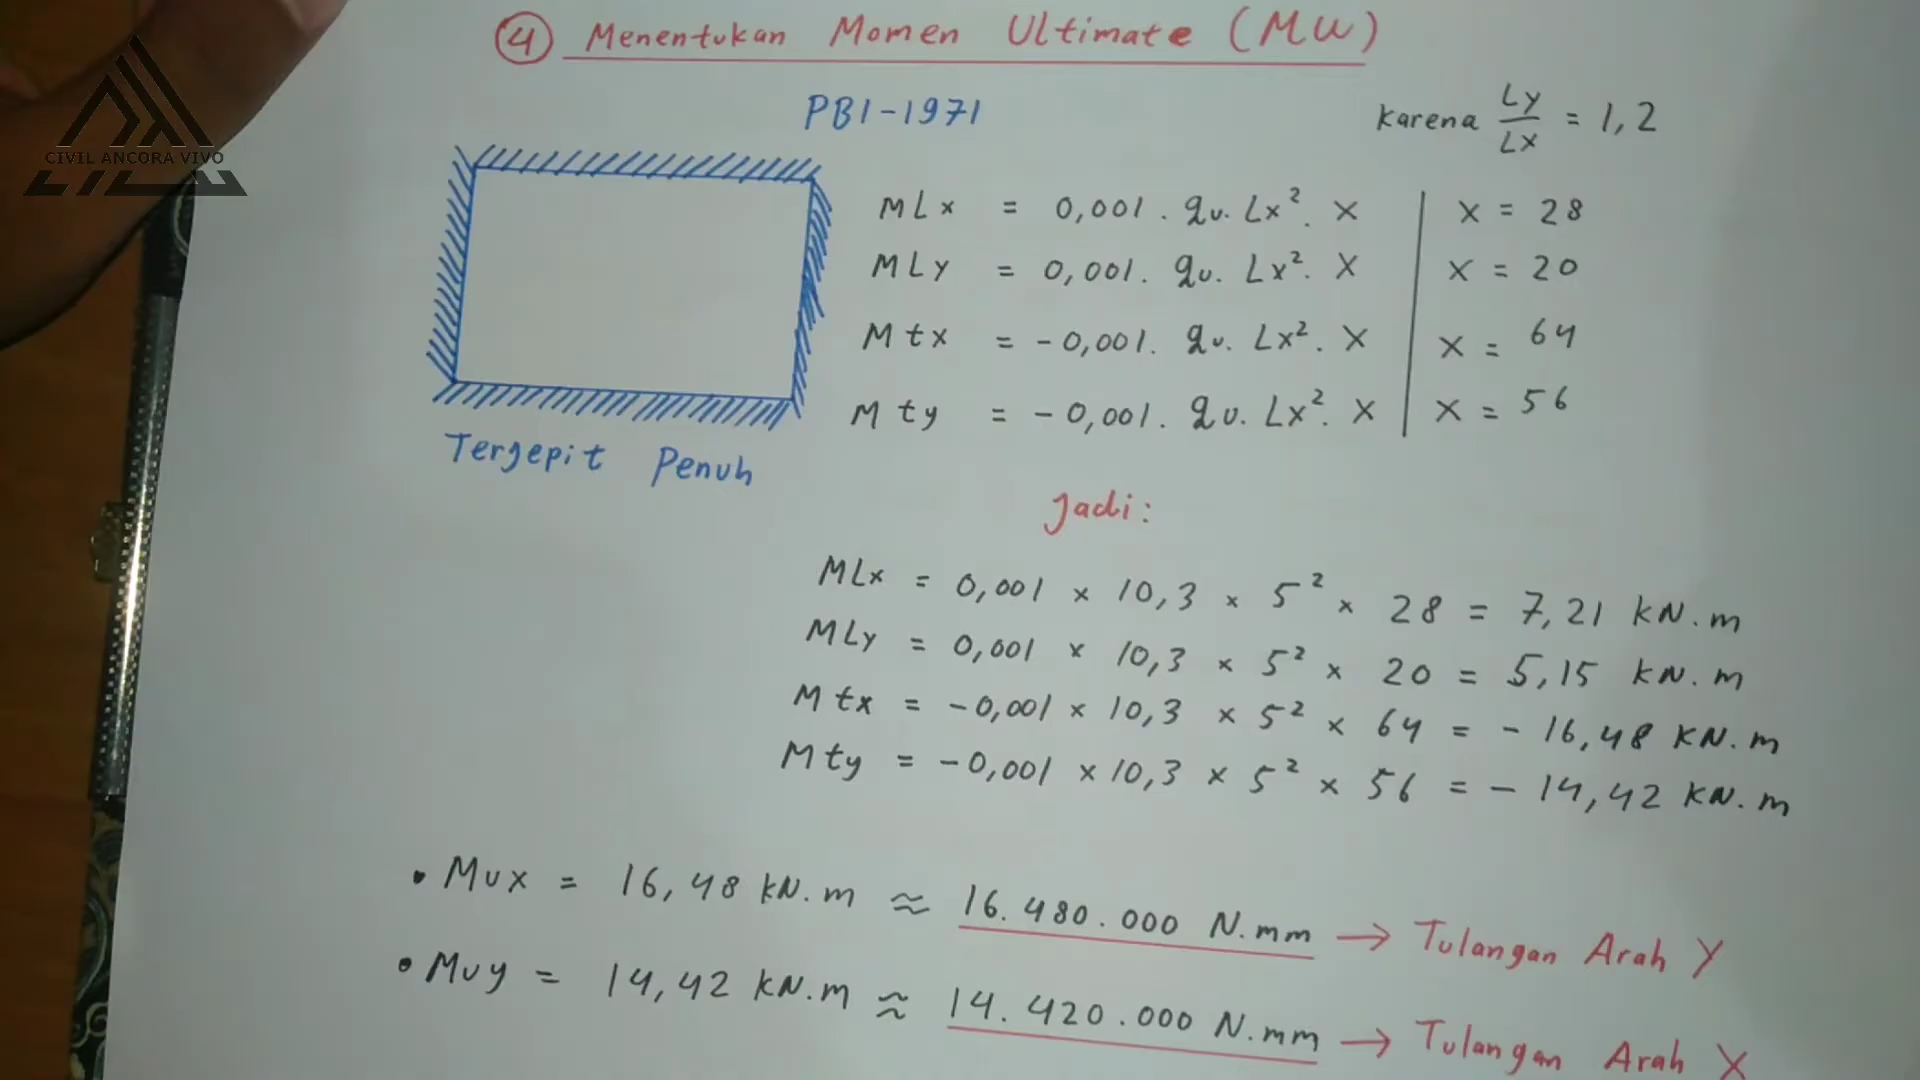 ④ Menentukan Momen Ultimate (MU)
CIVIL ANCORA VIVO
PBI-1971
karena Ly/Lx = 1,2
MLx = 0,001 . qu. Lx². X | X = 28
MLy = 0,001. qu. Lx². X | X = 20
Mtx = -0,001. qu. Lx². X | X = 64
Mty = -0,001. qu. Lx². X | X = 56
Tergepit Penuh
Jadi:
MLx = 0,001 × 10,3 × 5² × 28 = 7,21 kN.m
MLy = 0,001 × 10,3 × 5² × 20 = 5,15 kN.m
Mtx = -0,001 × 10,3 × 5² × 64 = - 16,48 kN.m
Mty = -0,001 × 10,3 × 5² × 56 = - 14,42 kN.m
• Mux = 16,48 kN.m ≈ 16.480.000 N.mm → Tulangan Arah Y
• Muy = 14,42 kN.m ≈ 14.420.000 N.mm → Tulangan Arah X